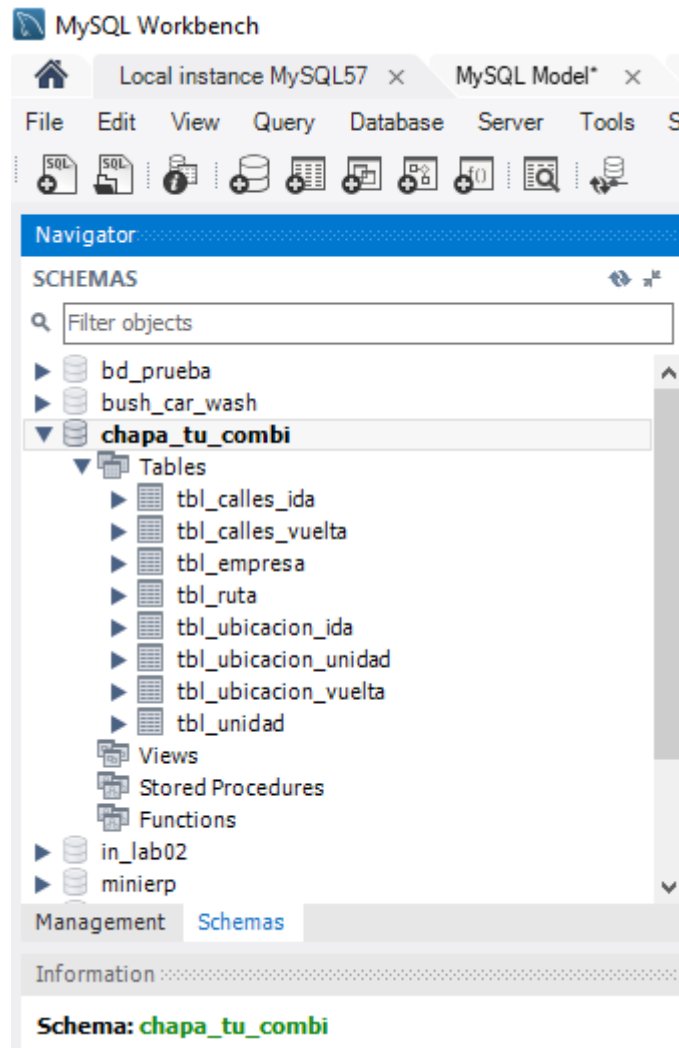 MySQL Workbench
Local instance MySQL57 × MySQL Model* ×
File Edit View Query Database Server Tools S
SQL SQL i f()
Navigator
SCHEMAS
Filter objects
bd_prueba
bush_car_wash
chapa_tu_combi
Tables
tbl_calles_ida
tbl_calles_vuelta
tbl_empresa
tbl_ruta
tbl_ubicacion_ida
tbl_ubicacion_unidad
tbl_ubicacion_vuelta
tbl_unidad
Views
Stored Procedures
Functions
in_lab02
minierp
Management Schemas
Information
Schema: chapa_tu_combi